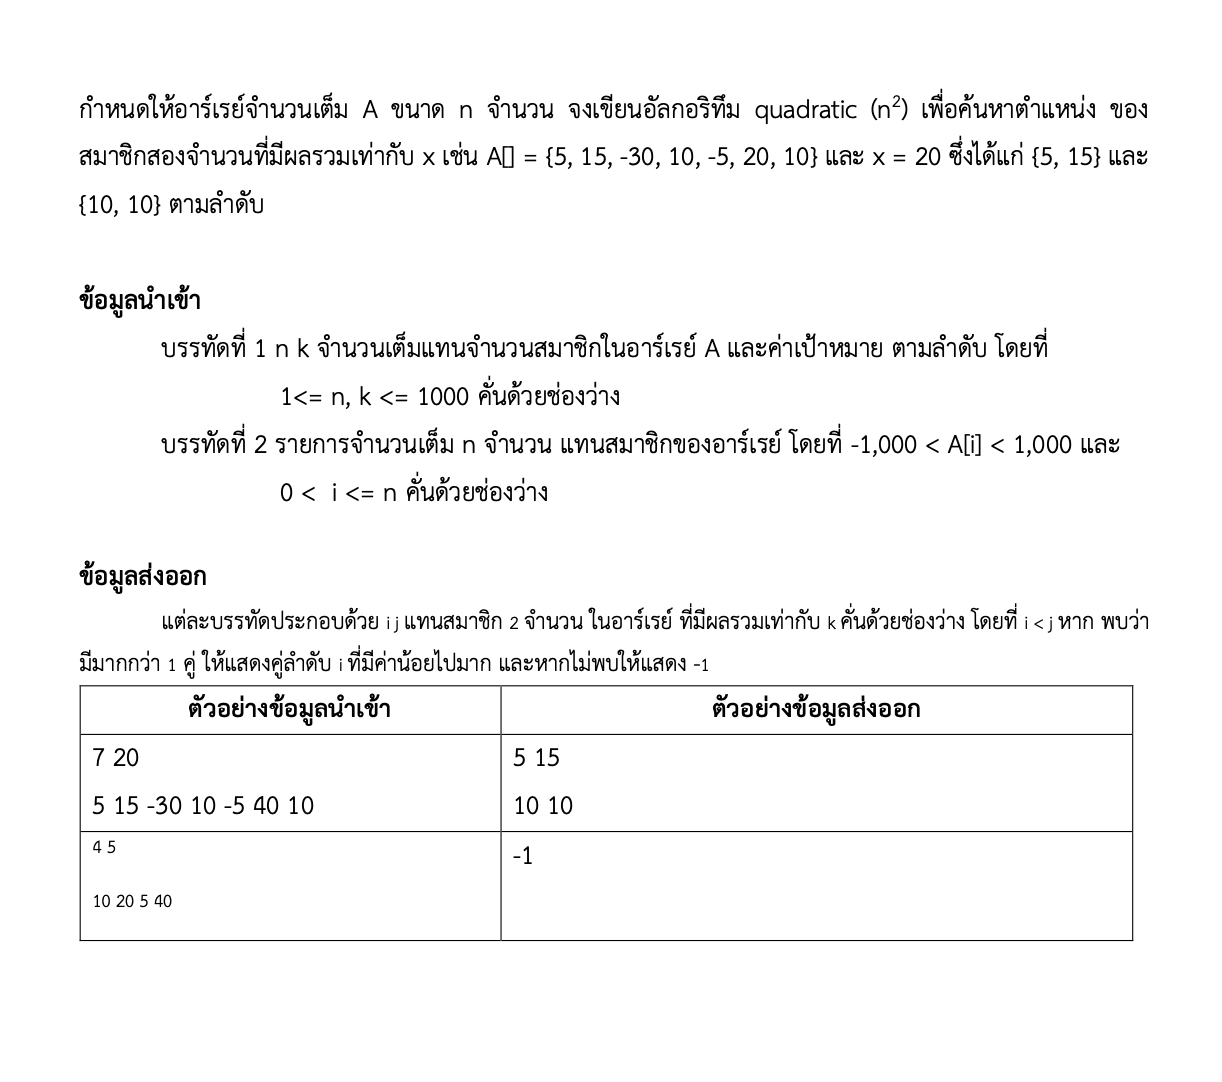 กำหนดให้อาร์เรย์จำนวนเต็ม A ขนาด n จำนวน จงเขียนอัลกอริทึม quadratic (n²) เพื่อค้นหาตำแหน่ง ของ
สมาชิกสองจำนวนที่มีผลรวมเท่ากับ x เช่น A[] = {5, 15, -30, 10, -5, 20, 10} และ x = 20 ซึ่งได้แก่ {5, 15} และ
{10, 10} ตามลำดับ
ข้อมูลนำเข้า
บรรทัดที่ 1 n k จำนวนเต็มแทนจำนวนสมาชิกในอาร์เรย์ A และค่าเป้าหมาย ตามลำดับ โดยที่
1<= n, k <= 1000 คั่นด้วยช่องว่าง
บรรทัดที่ 2 รายการจำนวนเต็ม n จำนวน แทนสมาชิกของอาร์เรย์ โดยที่ -1,000 < A[i] < 1,000 และ
0 < i <= n คั่นด้วยช่องว่าง
ข้อมูลส่งออก
แต่ละบรรทัดประกอบด้วย i j แทนสมาชิก 2 จำนวน ในอาร์เรย์ ที่มีผลรวมเท่ากับ k คั่นด้วยช่องว่าง โดยที่ i < j หาก พบว่า
มีมากกว่า 1 คู่ ให้แสดงคู่ลำดับ i ที่มีค่าน้อยไปมาก และหากไม่พบให้แสดง -1
ตัวอย่างข้อมูลนำเข้า ตัวอย่างข้อมูลส่งออก
7 20 5 15
5 15 -30 10 -5 40 10 10 10
4 5 -1
10 20 5 40